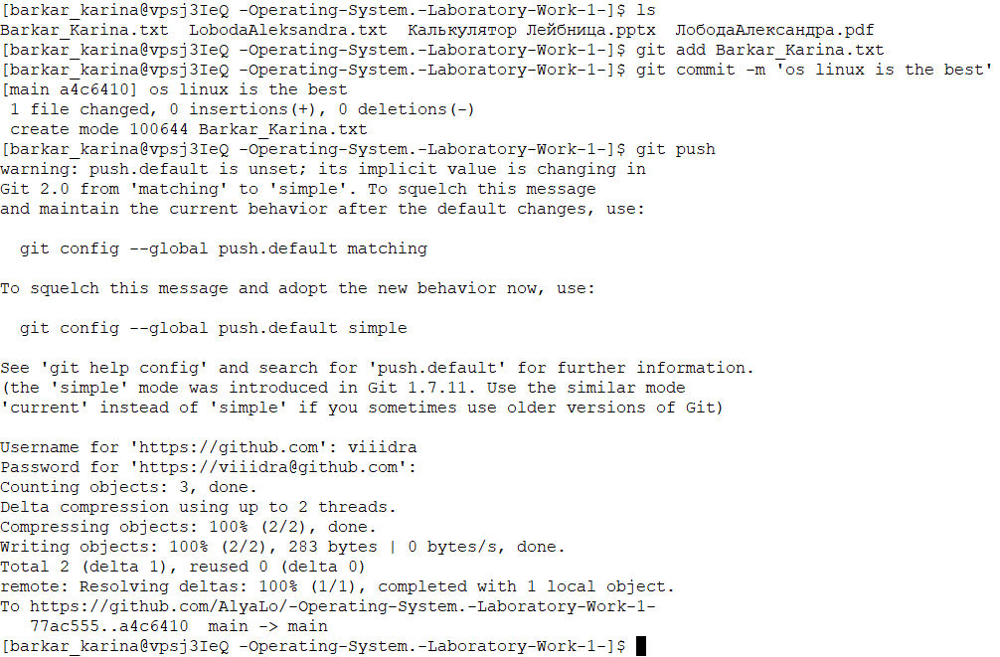 [barkar_karina@vpsj3IeQ -Operating-System.-Laboratory-Work-1-]$ ls
Barkar_Karina.txt  LobodaAleksandra.txt  Калькулятор Лейбница.pptx  ЛободаАлександра.pdf
[barkar_karina@vpsj3IeQ -Operating-System.-Laboratory-Work-1-]$ git add Barkar_Karina.txt
[barkar_karina@vpsj3IeQ -Operating-System.-Laboratory-Work-1-]$ git commit -m 'os linux is the best'
[main a4c6410] os linux is the best
 1 file changed, 0 insertions(+), 0 deletions(-)
 create mode 100644 Barkar_Karina.txt
[barkar_karina@vpsj3IeQ -Operating-System.-Laboratory-Work-1-]$ git push
warning: push.default is unset; its implicit value is changing in
Git 2.0 from 'matching' to 'simple'. To squelch this message
and maintain the current behavior after the default changes, use:

  git config --global push.default matching

To squelch this message and adopt the new behavior now, use:

  git config --global push.default simple

See 'git help config' and search for 'push.default' for further information.
(the 'simple' mode was introduced in Git 1.7.11. Use the similar mode
'current' instead of 'simple' if you sometimes use older versions of Git)

Username for 'https://github.com': viiidra
Password for 'https://viiidra@github.com':
Counting objects: 3, done.
Delta compression using up to 2 threads.
Compressing objects: 100% (2/2), done.
Writing objects: 100% (2/2), 283 bytes | 0 bytes/s, done.
Total 2 (delta 1), reused 0 (delta 0)
remote: Resolving deltas: 100% (1/1), completed with 1 local object.
To https://github.com/AlyaLo/-Operating-System.-Laboratory-Work-1-
   77ac555..a4c6410  main -> main
[barkar_karina@vpsj3IeQ -Operating-System.-Laboratory-Work-1-]$